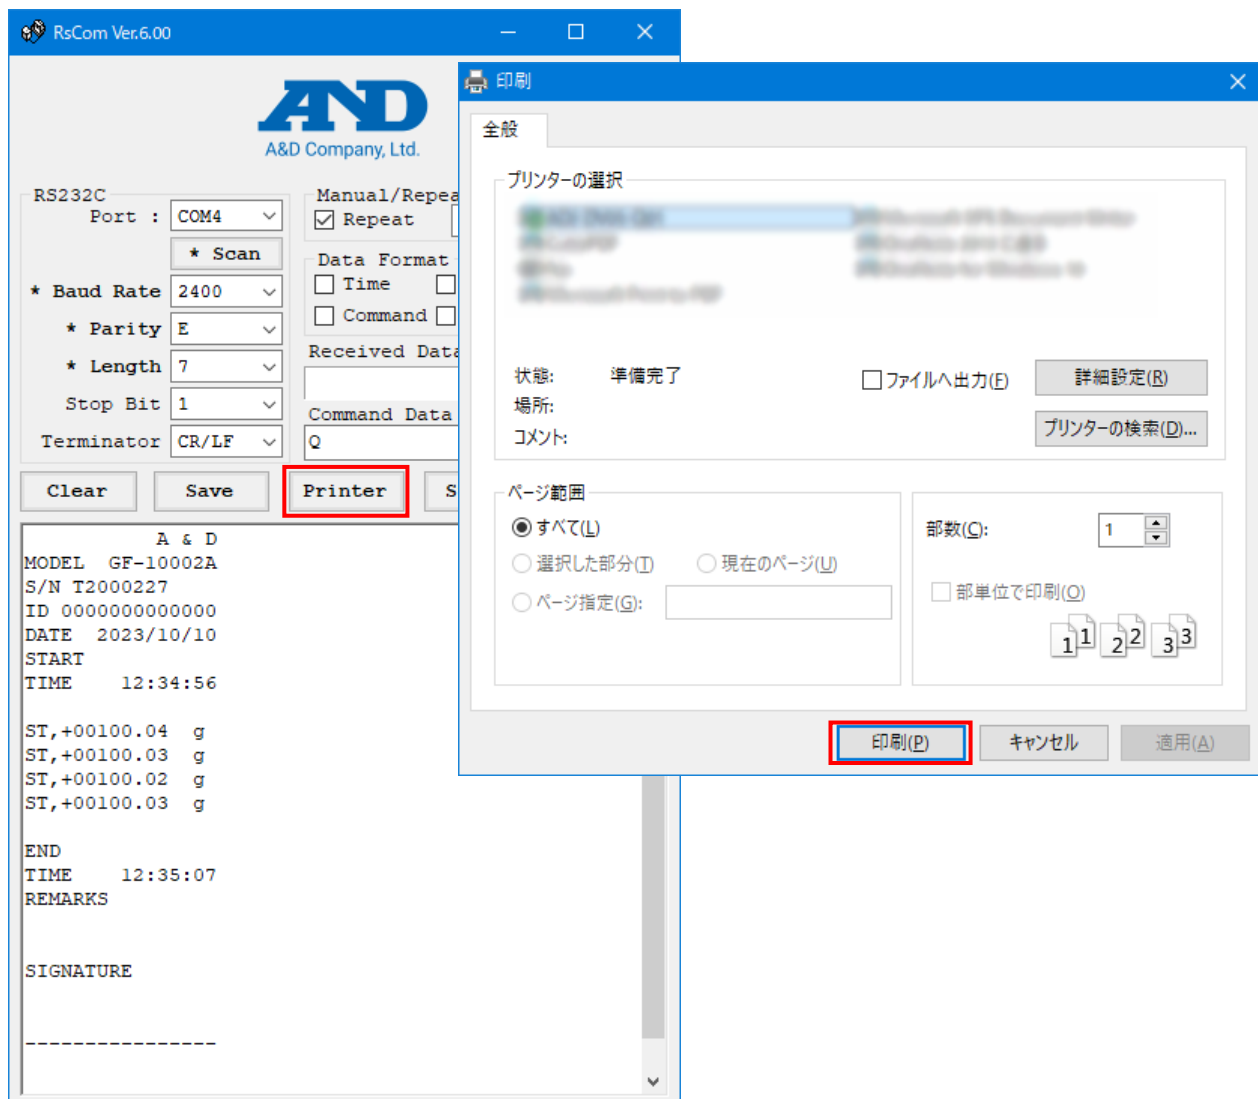 RsCom Ver.6.00
AND
A&D Company, Ltd.
RS232C
Port : COM4
* Scan
* Baud Rate 2400
* Parity E
* Length 7
Stop Bit 1
Terminator CR/LF
Manual/Repea
Repeat
Data Format
Time
Command
Received Data
Command Data
Q
Clear Save Printer S
A & D
MODEL GF-10002A
S/N T2000227
ID 0000000000000
DATE 2023/10/10
START
TIME 12:34:56
ST,+00100.04 g
ST,+00100.03 g
ST,+00100.02 g
ST,+00100.03 g
END
TIME 12:35:07
REMARKS
SIGNATURE
----------------
印刷
全般
プリンターの選択
状態: 準備完了
場所:
コメント:
ファイルへ出力(F)
詳細設定(R)
プリンターの検索(D)...
ページ範囲
すべて(L)
選択した部分(T) 現在のページ(U)
ページ指定(G):
部数(C): 1
部単位で印刷(O)
11 22 33
印刷(P) キャンセル 適用(A)